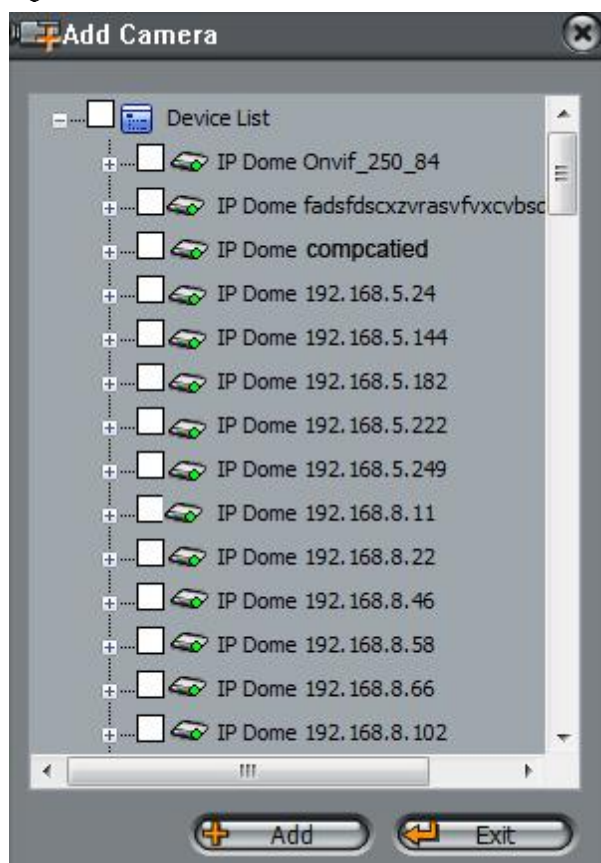 Add Camera
Device List
IP Dome Onvif_250_84
IP Dome fadsfdscxzvrasvfvxcvbsc
IP Dome compcatied
IP Dome 192.168.5.24
IP Dome 192.168.5.144
IP Dome 192.168.5.182
IP Dome 192.168.5.222
IP Dome 192.168.5.249
IP Dome 192.168.8.11
IP Dome 192.168.8.22
IP Dome 192.168.8.46
IP Dome 192.168.8.58
IP Dome 192.168.8.66
IP Dome 192.168.8.102
Add Exit